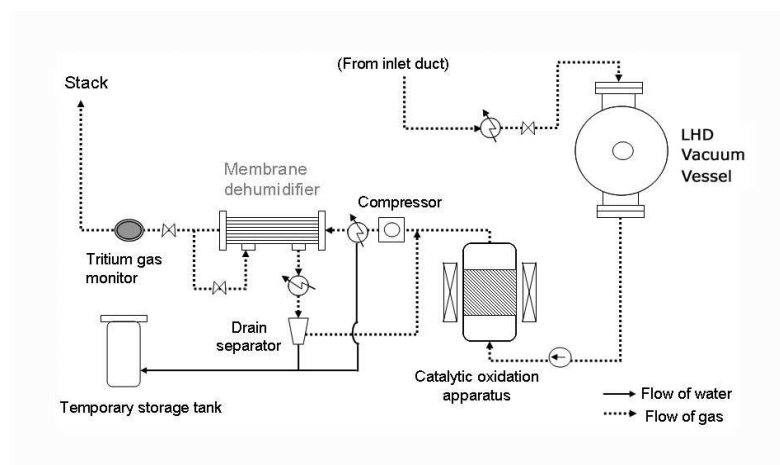 (From inlet duct)
Stack
LHD
Vacuum
Vessel
Membrane
dehumidifier
Compressor
Tritium gas
monitor
Drain
separator
Catalytic oxidation
apparatus
Temporary storage tank
Flow of water
Flow of gas